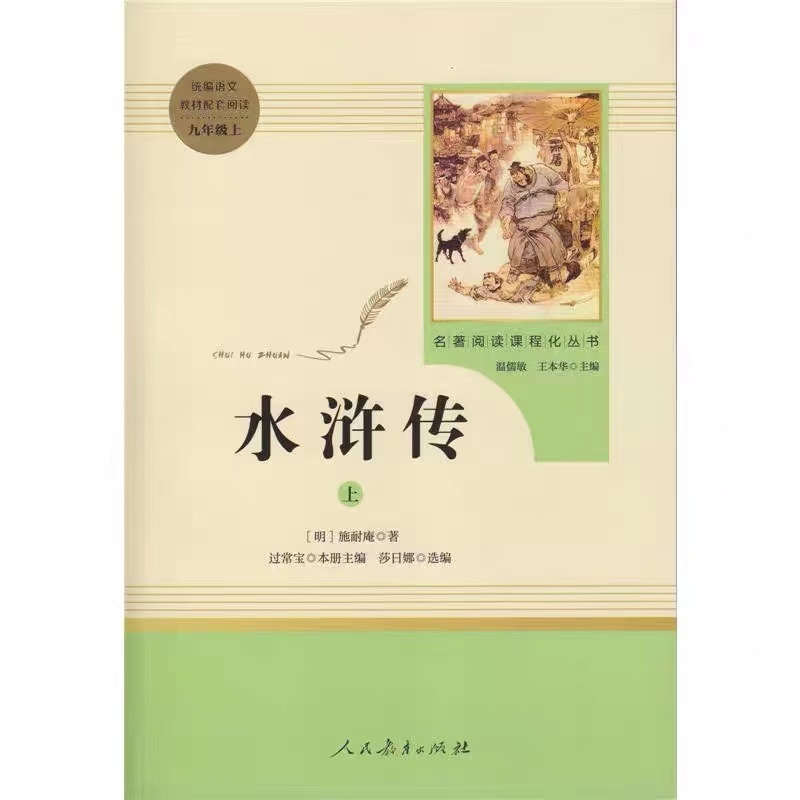 统编语文
教材配套阅读
九年级上
名著阅读课程化丛书
温儒敏 王本华◎主编
SHUI HU ZHUAN
水浒传
上
[明]施耐庵◎著
过常宝◎本册主编 莎日娜◎选编
人民教育出版社